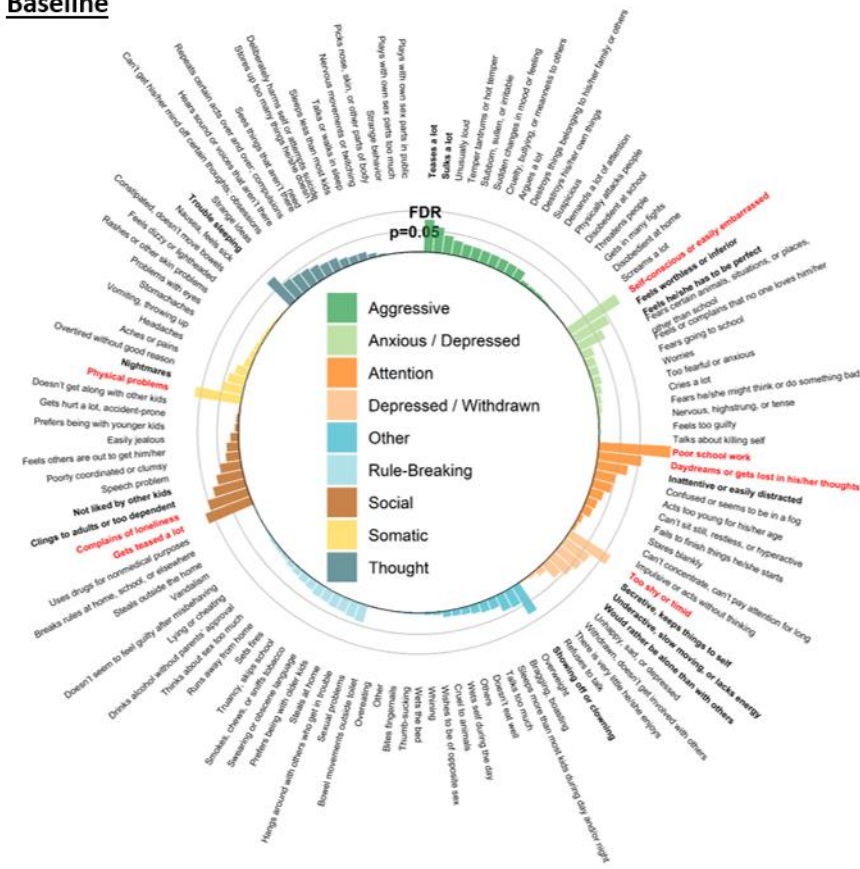 Baseline
FDR
p=0.05
Aggressive
Anxious / Depressed
Attention
Depressed / Withdrawn
Other
Rule-Breaking
Social
Somatic
Thought
Teases a lot
Sulks a lot
Unusually loud
Temper tantrums or hot temper
Stubborn, sullen, or irritable
Sudden changes in mood or feeling
Cruelty, bullying, or meanness to others
Argues a lot
Destroys things belonging to his/her family or others
Destroys his/her own things
Suspicious
Demands a lot of attention
Physically attacks people
Disobedient at school
Threatens people
Gets in many fights
Disobedient at home
Screams a lot
Self-conscious or easily embarrassed
Feels worthless or inferior
Feels he/she has to be perfect
Fears certain animals, situations, or places,
other than school
Feels or complains that no one loves him/her
Fears going to school
Worries
Too fearful or anxious
Cries a lot
Fears he/she might think or do something bad
Nervous, highstrung, or tense
Feels too guilty
Talks about killing self
Poor school work
Daydreams or gets lost in his/her thoughts
Inattentive or easily distracted
Confused or seems to be in a fog
Acts too young for his/her age
Can't sit still, restless, or hyperactive
Fails to finish things he/she starts
Stares blankly
Can't concentrate, can't pay attention for long
Impulsive or acts without thinking
Too shy or timid
Secretive, keeps things to self
Underactive, slow moving, or lacks energy
Would rather be alone than with others
Unhappy, sad, or depressed
Withdrawn, doesn't get involved with others
There is very little he/she enjoys
Refuses to talk
Showing off or clowning
Overweight
Bragging, boasting
Sleeps more than most kids during day and/or night
Talks too much
Doesn't eat well
Others
Wets self during the day
Cruel to animals
Wishes to be of opposite sex
Whining
Wets the bed
Thumb-sucking
Bites fingernails
Other
Overeating
Bowel movements outside toilet
Sexual problems
Hangs around with others who get in trouble
Steals at home
Prefers being with older kids
Swearing or obscene language
Smokes, chews, or sniffs tobacco
Truancy, skips school
Sets fires
Runs away from home
Thinks about sex too much
Drinks alcohol without parents' approval
Lying or cheating
Doesn't seem to feel guilty after misbehaving
Vandalism
Steals outside the home
Breaks rules at home, school, or elsewhere
Uses drugs for nonmedical purposes
Gets teased a lot
Complains of loneliness
Clings to adults or too dependent
Not liked by other kids
Speech problem
Poorly coordinated or clumsy
Feels others are out to get him/her
Easily jealous
Prefers being with younger kids
Gets hurt a lot, accident-prone
Doesn't get along with other kids
Physical problems
Nightmares
Overtired without good reason
Aches or pains
Headaches
Vomiting, throwing up
Stomachaches
Problems with eyes
Rashes or other skin problems
Feels dizzy or lightheaded
Constipated, doesn't move bowels
Nausea, feels sick
Trouble sleeping
Strange ideas
Can't get his/her mind off certain thoughts, obsessions
Hears sound or voices that aren't there
Repeats certain acts over and over, compulsions
Sees things that aren't there
Stores up too many things he/she doesn't
need
Deliberately harms self or attempts suicide
Sleeps less than most kids
Talks or walks in sleep
Nervous movements or twitching
Picks nose, skin, or other parts of body
Strange behavior
Plays with own sex parts too much
Plays with own sex parts in public